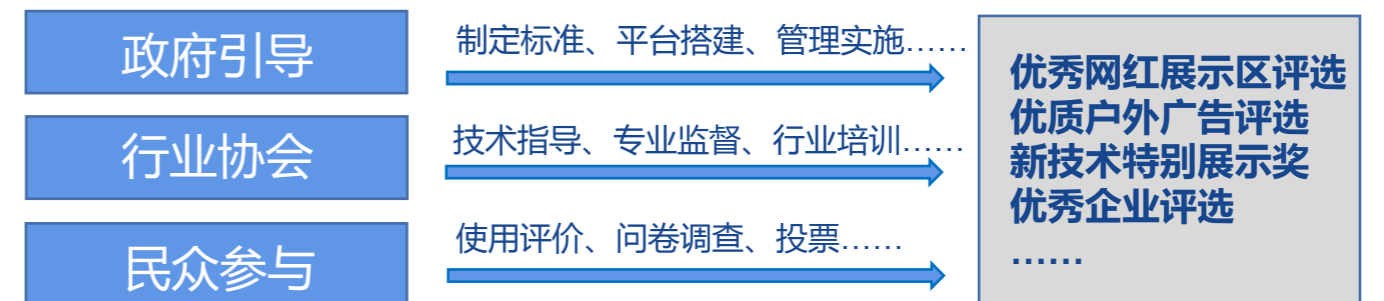 政府引导
制定标准、平台搭建、管理实施……
行业协会
技术指导、专业监督、行业培训……
民众参与
使用评价、问卷调查、投票……
优秀网红展示区评选
优质户外广告评选
新技术特别展示奖
优秀企业评选
……